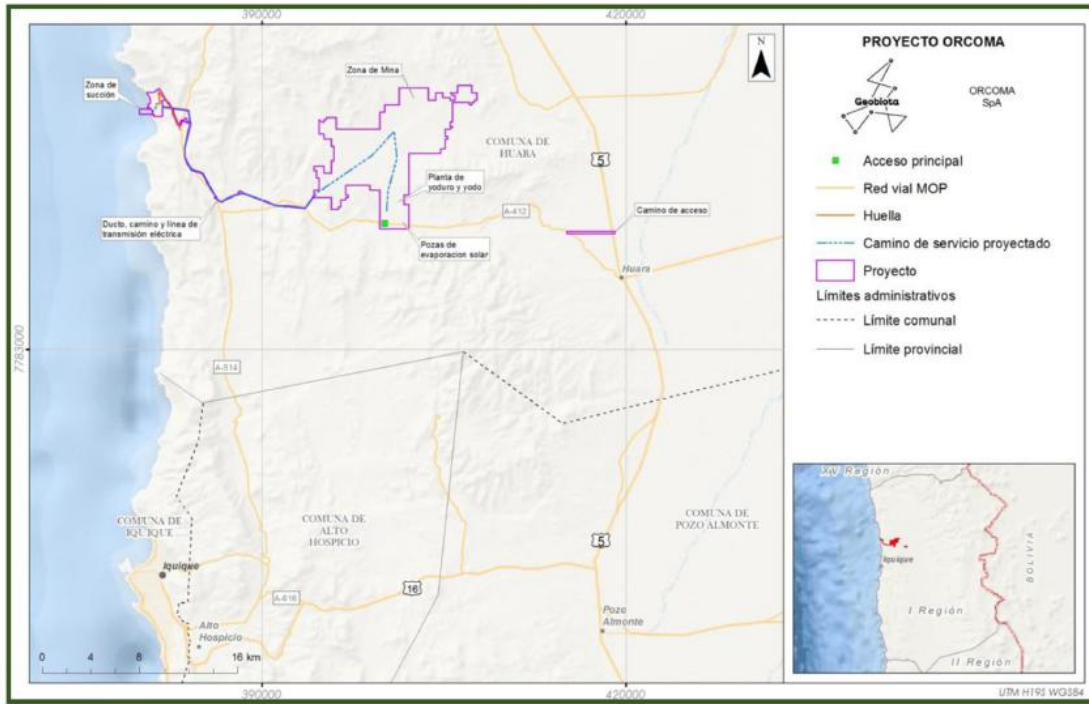 390000
420000
Zona de
succión
Zona de Mina
COMUNA DE
HUARA
5
Planta de
yoduro y yodo
A-412
Camino de acceso
Ducto, camino y línea de
transmisión eléctrica
Pozas de
evaporacion solar
Huara
7783000
A-514
COMUNA DE
IQUIQUE
COMUNA DE
ALTO
HOSPICIO
COMUNA DE
POZO ALMONTE
5
Iquique
16
A-616
Alto
Hospicio
Pozo
Almonte
0 4 8 16 km
390000
420000
N
PROYECTO ORCOMA
Geobiota
ORCOMA
SpA
Acceso principal
Red vial MOP
Huella
Camino de servicio proyectado
Proyecto
Límites administrativos
Límite comunal
Límite provincial
XV Región
Iquique
BOLIVIA
I Región
II Región
UTM H19S WGS84